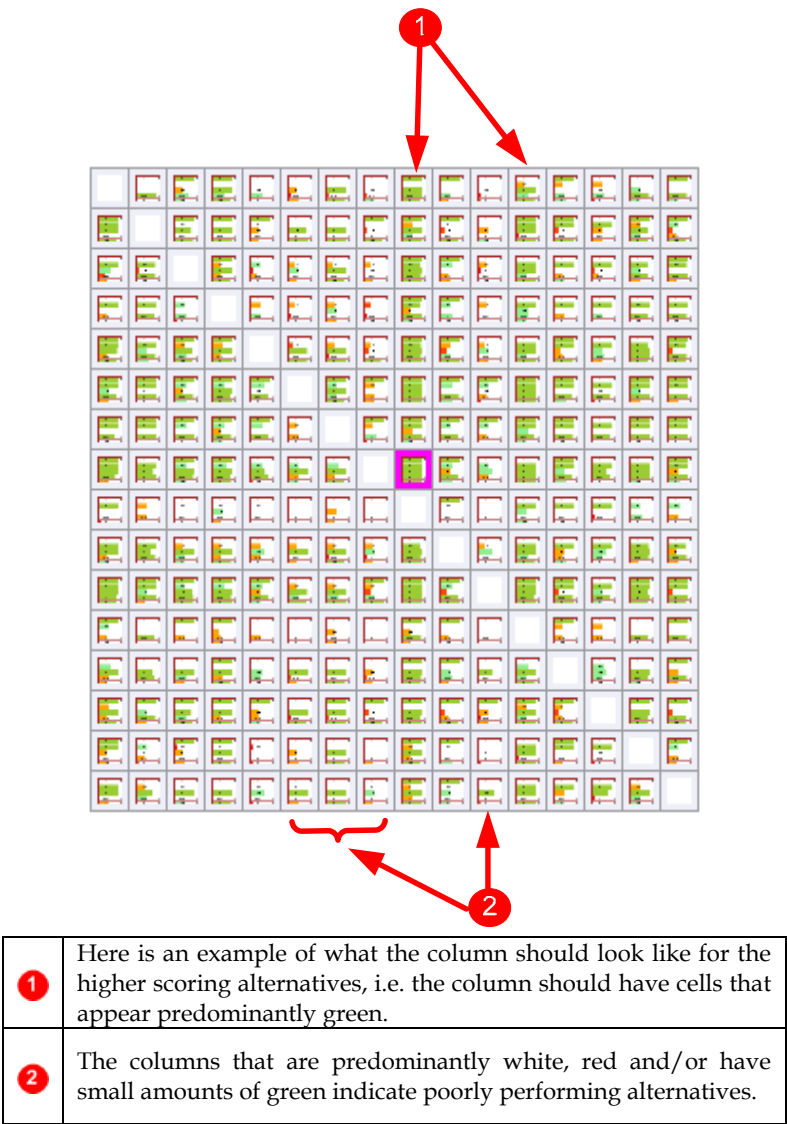 1
2
1
Here is an example of what the column should look like for the
higher scoring alternatives, i.e. the column should have cells that
appear predominantly green.
2
The columns that are predominantly white, red and/or have
small amounts of green indicate poorly performing alternatives.